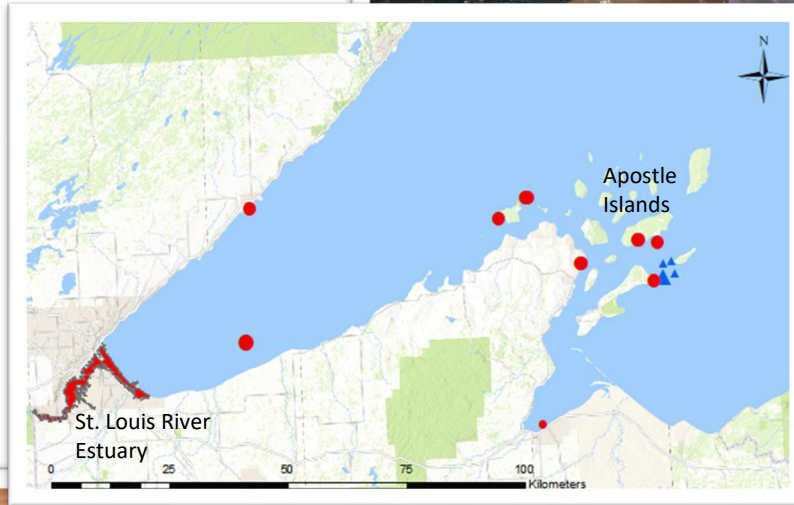 N
Apostle
Islands
St. Louis River
Estuary
0 25 50 75 100
Kilometers